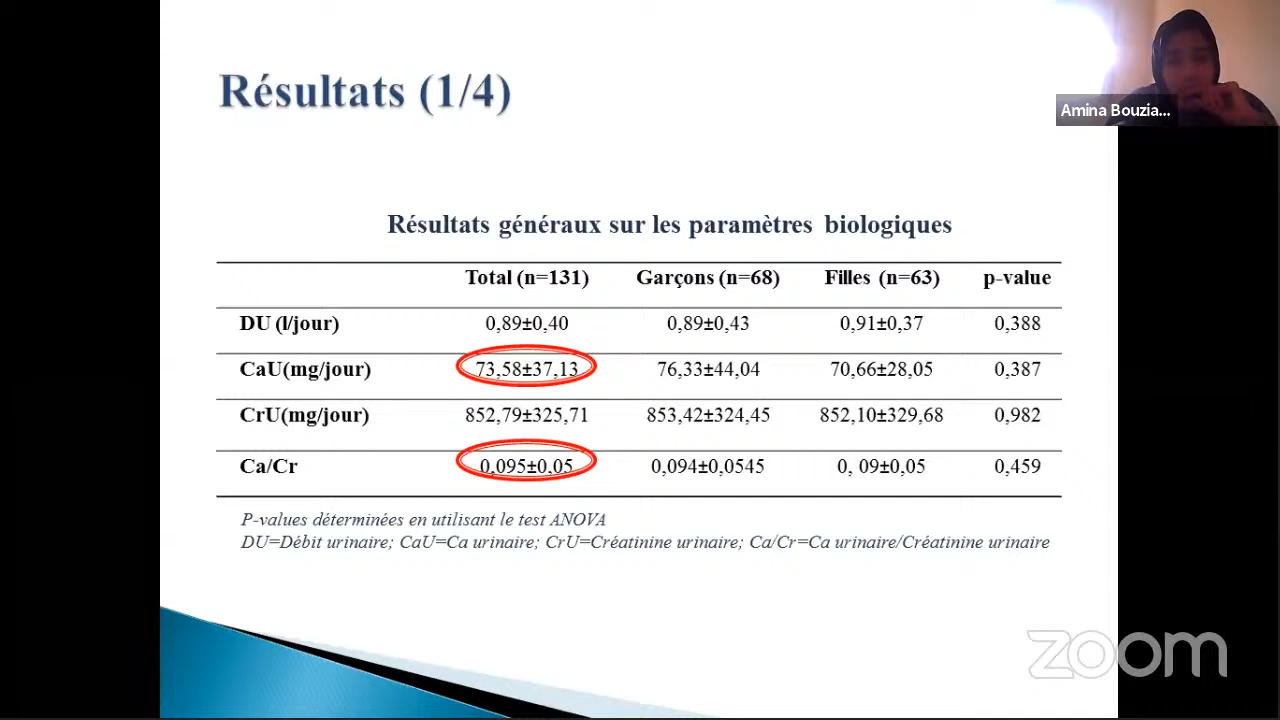 Résultats (1/4)
Amina Bouzia...
Résultats généraux sur les paramètres biologiques
Total (n=131) Garçons (n=68) Filles (n=63) p-value
DU (l/jour) 0,89±0,40 0,89±0,43 0,91±0,37 0,388
CaU(mg/jour) 73,58±37,13 76,33±44,04 70,66±28,05 0,387
CrU(mg/jour) 852,79±325,71 853,42±324,45 852,10±329,68 0,982
Ca/Cr 0,095±0,05 0,094±0,0545 0, 09±0,05 0,459
P-values déterminées en utilisant le test ANOVA
DU=Débit urinaire; CaU=Ca urinaire; CrU=Créatinine urinaire; Ca/Cr=Ca urinaire/Créatinine urinaire
zoom